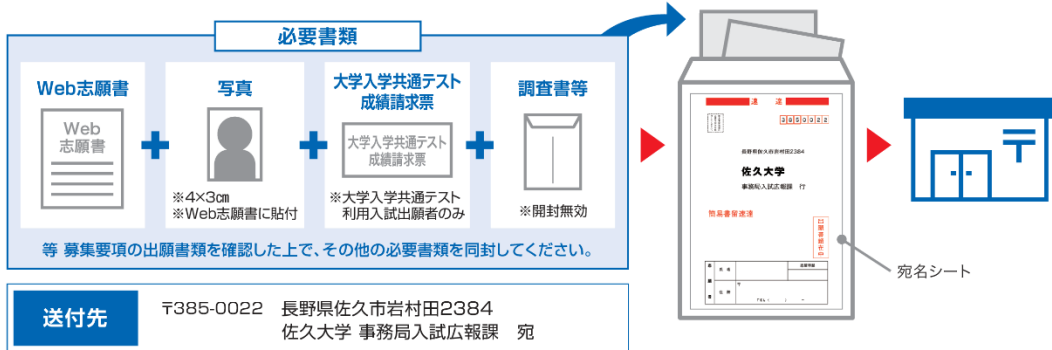 必要書類
Web志願書
Web
志願書
写真
※4×3㎝
※Web志願書に貼付
大学入学共通テスト
成績請求票
大学入学共通テスト
成績請求票
※大学入学共通テスト
利用入試出願者のみ
調査書等
※開封無効
等 募集要項の出願書類を確認した上で、その他の必要書類を同封してください。
送付先
〒385-0022 長野県佐久市岩村田2384
佐久大学 事務局入試広報課 宛
速 達
3850022
長野県佐久市岩村田2384
佐久大学
事務局入試広報課 行
簡易書留速達
氏 名
住 所
〒
TEL ( ) -
宛名シート
〒